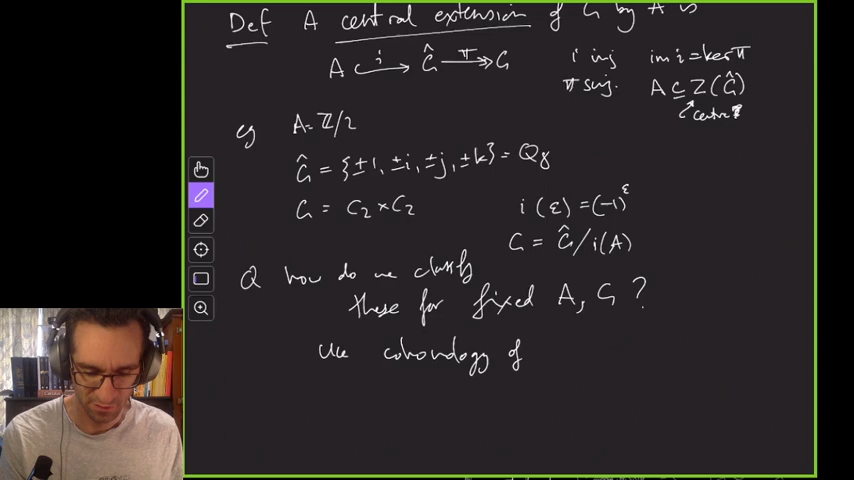 Def A central extension of G by A is
A ↪ Ĝ ↠ G i inj im i = ker π
i π
π surj. A ⊆ Z(Ĝ)
centre
eg A = ℤ/2
Ĝ = {±1, ±i, ±j, ±k} = Q8
G = C2 × C2 i(ε) = (-1)^ε
G = Ĝ/i(A)
Q how do we classify
these for fixed A, G ?
use cohomology of